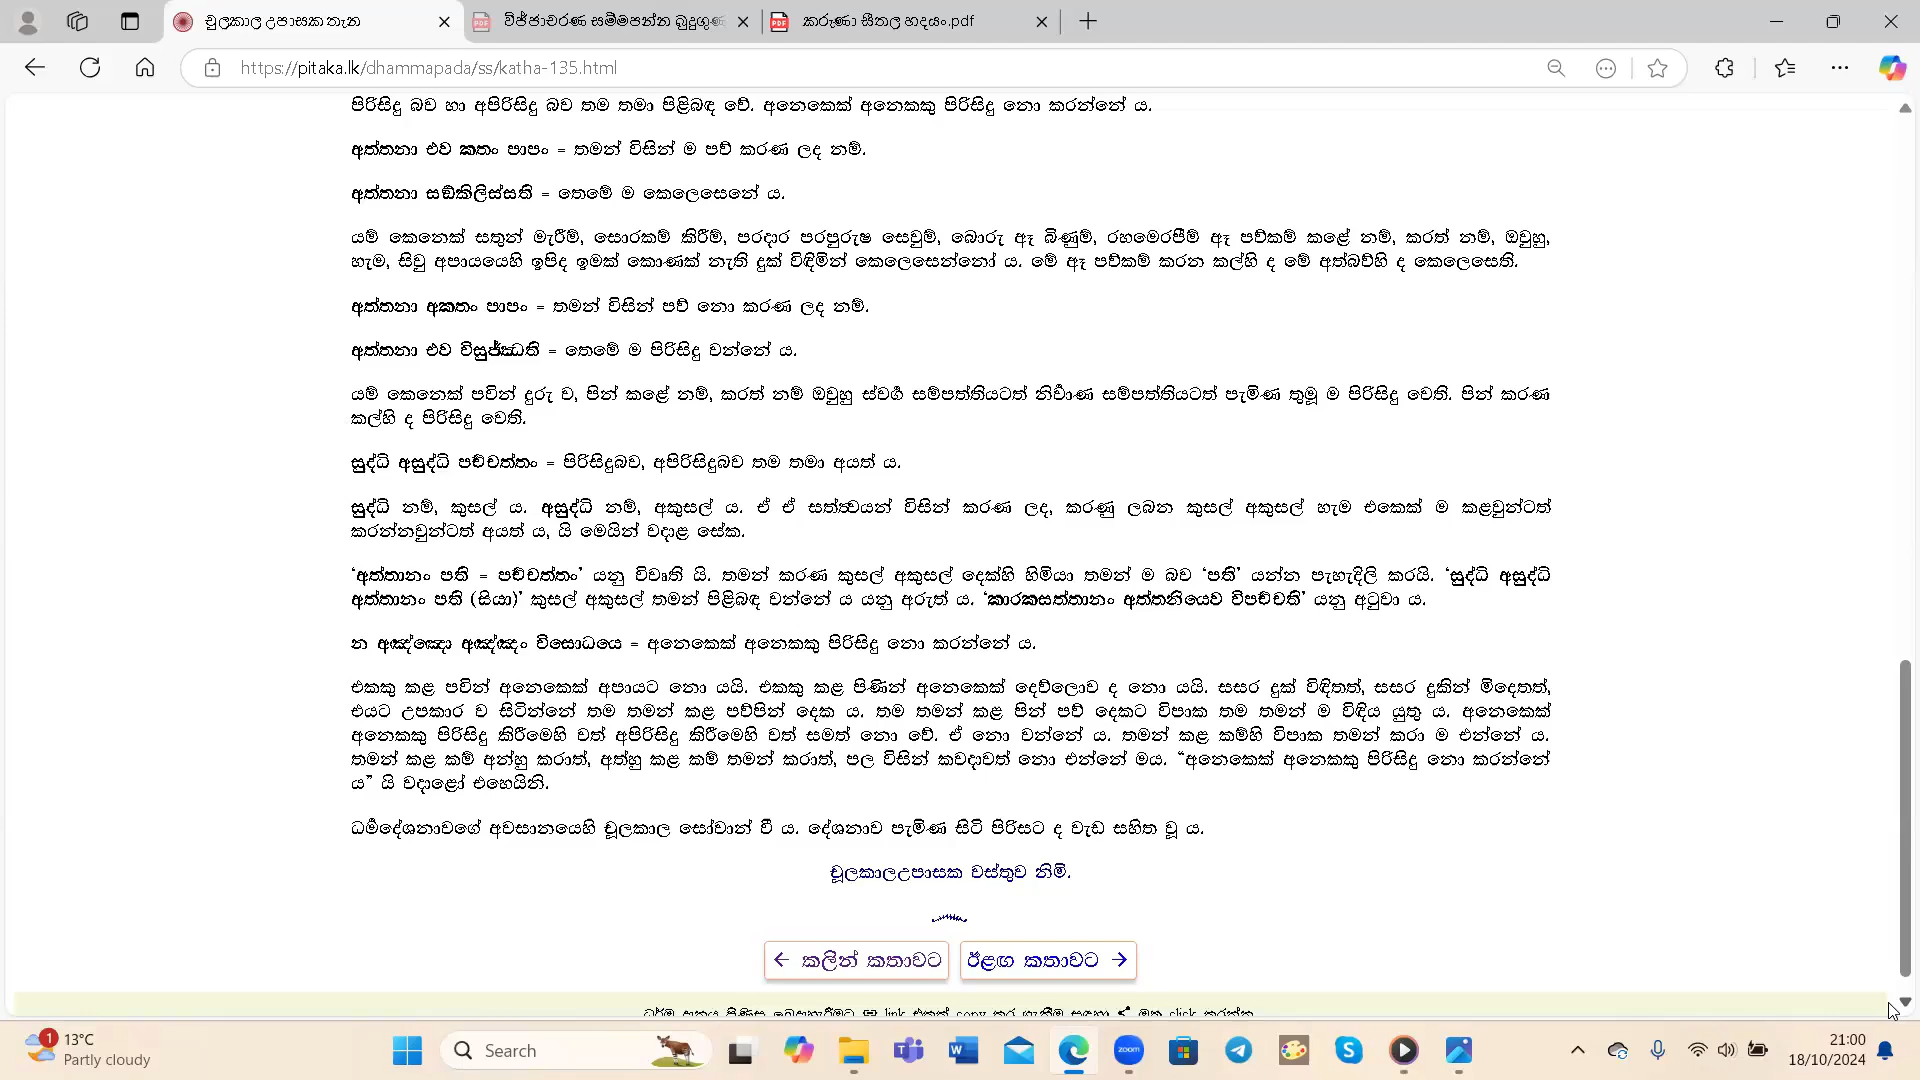 චූලකාල උපාසක තැන
විජ්ජාචරණ සම්මපන්න බුදුගුණ
කරුණා සීතල හදයං.pdf
https://pitaka.lk/dhammapada/ss/katha-135.html
පිරිසිදු බව හා අපිරිසිදු බව තම තමා පිළිබඳ වේ. අනෙකෙක් අනෙකකු පිරිසිදු නො කරන්නේ ය.
අත්තනා එව කතං පාපං = තමන් විසින් ම පව් කරණ ලද නම්.
අත්තනා සඞ්කිලිස්සති = තෙමේ ම කෙලෙසෙනේ ය.
යම් කෙනෙක් සතුන් මැරීම්, සොරකම් කිරීම්, පරදාර පරපුරුෂ සෙවුම්, බොරු ඈ බිණුම්, රහමෙරපීම් ඈ පව්කම් කළේ නම්, කරත් නම්, ඔවුහු,
හැම, සිවු අපායයෙහි ඉපිද ඉමක් කොණක් නැති දුක් විඳිමින් කෙලෙසෙන්නෝ ය. මේ ඈ පව්කම් කරන කල්හි ද මේ අත්බව්හි ද කෙලෙසෙති.
අත්තනා අකතං පාපං = තමන් විසින් පව් නො කරණ ලද නම්.
අත්තනා එව විසුජ්ඣති = තෙමේ ම පිරිසිදු වන්නේ ය.
යම් කෙනෙක් පවින් දුරු ව, පින් කළේ නම්, කරත් නම් ඔවුහු ස්වර්‍ග සම්පත්තියටත් නිර්‍වාණ සම්පත්තියටත් පැමිණ තුමූ ම පිරිසිදු වෙති. පින් කරණ
කල්හි ද පිරිසිදු වෙති.
සුද්ධි අසුද්ධි පච්චත්තං = පිරිසිදුබව, අපිරිසිදුබව තම තමා අයත් ය.
සුද්ධි නම්, කුසල් ය. අසුද්ධි නම්, අකුසල් ය. ඒ ඒ සත්ත්‍වයන් විසින් කරණ ලද, කරණු ලබන කුසල් අකුසල් හැම එකෙක් ම කළවුන්ටත්
කරන්නවුන්ටත් අයත් ය, යි මෙයින් වදාළ සේක.
‘අත්තානං පති = පච්චත්තං’ යනු විවෘති යි. තමන් කරණ කුසල් අකුසල් දෙක්හි හිමියා තමන් ම බව ‘පති’ යන්න පැහැදිලි කරයි. ‘සුද්ධි අසුද්ධි
අත්තානං පති (සියා)’ කුසල් අකුසල් තමන් පිළිබඳ වන්නේ ය යනු අරුත් ය. ‘කාරකසත්තානං අත්තනියෙව විපච්චති’ යනු අටුවා ය.
න අඤ්ඤො අඤ්ඤං විසොධයෙ = අනෙකෙක් අනෙකකු පිරිසිදු නො කරන්නේ ය.
එකකු කළ පවින් අනෙකෙක් අපායට නො යයි. එකකු කළ පිණින් අනෙකෙක් දෙව්ලොව ද නො යයි. සසර දුක් විඳිතත්, සසර දුකින් මිදෙතත්,
එයට උපකාර ව සිටින්නේ තම තමන් කළ පව්පින් දෙක ය. තම තමන් කළ පින් පව් දෙකට විපාක තම තමන් ම විඳිය යුතු ය. අනෙකෙක්
අනෙකකු පිරිසිදු කිරීමෙහි වත් අපිරිසිදු කිරීමෙහි වත් සමත් නො වේ. ඒ නො වන්නේ ය. තමන් කළ කම්හි විපාක තමන් කරා ම එන්නේ ය.
තමන් කළ කම් අන්හු කරාත්, අන්හු කළ කම් තමන් කරාත්, පල විසින් කවදාවත් නො එන්නේ මය. “අනෙකෙක් අනෙකකු පිරිසිදු නො කරන්නේ
ය” යි වදාළෝ එහෙයිනි.
ධර්‍මදේශනාවගේ අවසානයෙහි චූලකාල සෝවාන් වී ය. දේශනාව පැමිණ සිටි පිරිසට ද වැඩ සහිත වූ ය.
චූලකාලඋපාසක වස්තුව නිමි.
← කලින් කතාවට
ඊළඟ කතාවට →
13°C
Partly cloudy
Search
zoom
21:00
18/10/2024